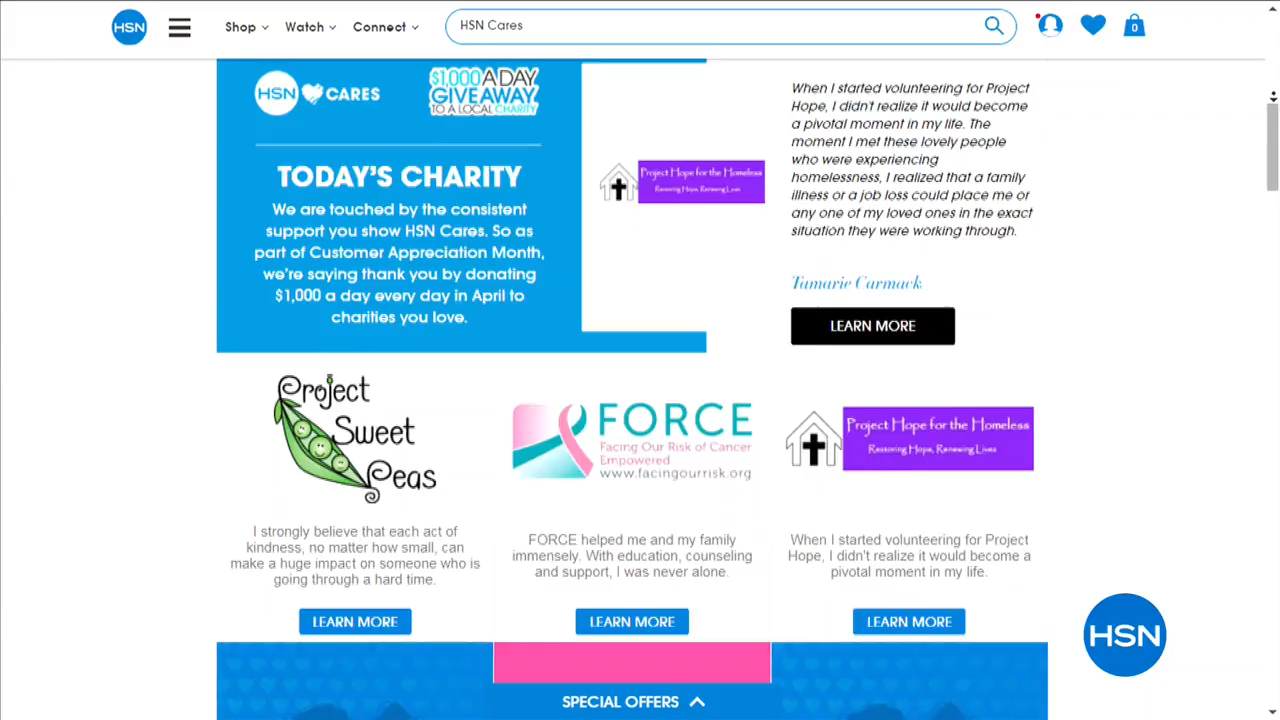 HSN
Shop
Watch
Connect
HSN Cares
0
HSN CARES
$1,000 A DAY
GIVEAWAY
TO A LOCAL CHARITY
TODAY'S CHARITY
We are touched by the consistent
support you show HSN Cares. So as
part of Customer Appreciation Month,
we're saying thank you by donating
$1,000 a day every day in April to
charities you love.
Project Hope for the Homeless
Restoring Hope, Renewing Lives
When I started volunteering for Project
Hope, I didn't realize it would become
a pivotal moment in my life. The
moment I met these lovely people
who were experiencing
homelessness, I realized that a family
illness or a job loss could place me or
any one of my loved ones in the exact
situation they were working through.
Tamarie Carmack
LEARN MORE
Project
Sweet
Peas
I strongly believe that each act of
kindness, no matter how small, can
make a huge impact on someone who is
going through a hard time.
LEARN MORE
FORCE
Facing Our Risk of Cancer
Empowered
www.facingourrisk.org
FORCE helped me and my family
immensely. With education, counseling
and support, I was never alone.
LEARN MORE
Project Hope for the Homeless
Restoring Hope, Renewing Lives
When I started volunteering for Project
Hope, I didn't realize it would become a
pivotal moment in my life.
LEARN MORE
HSN
SPECIAL OFFERS